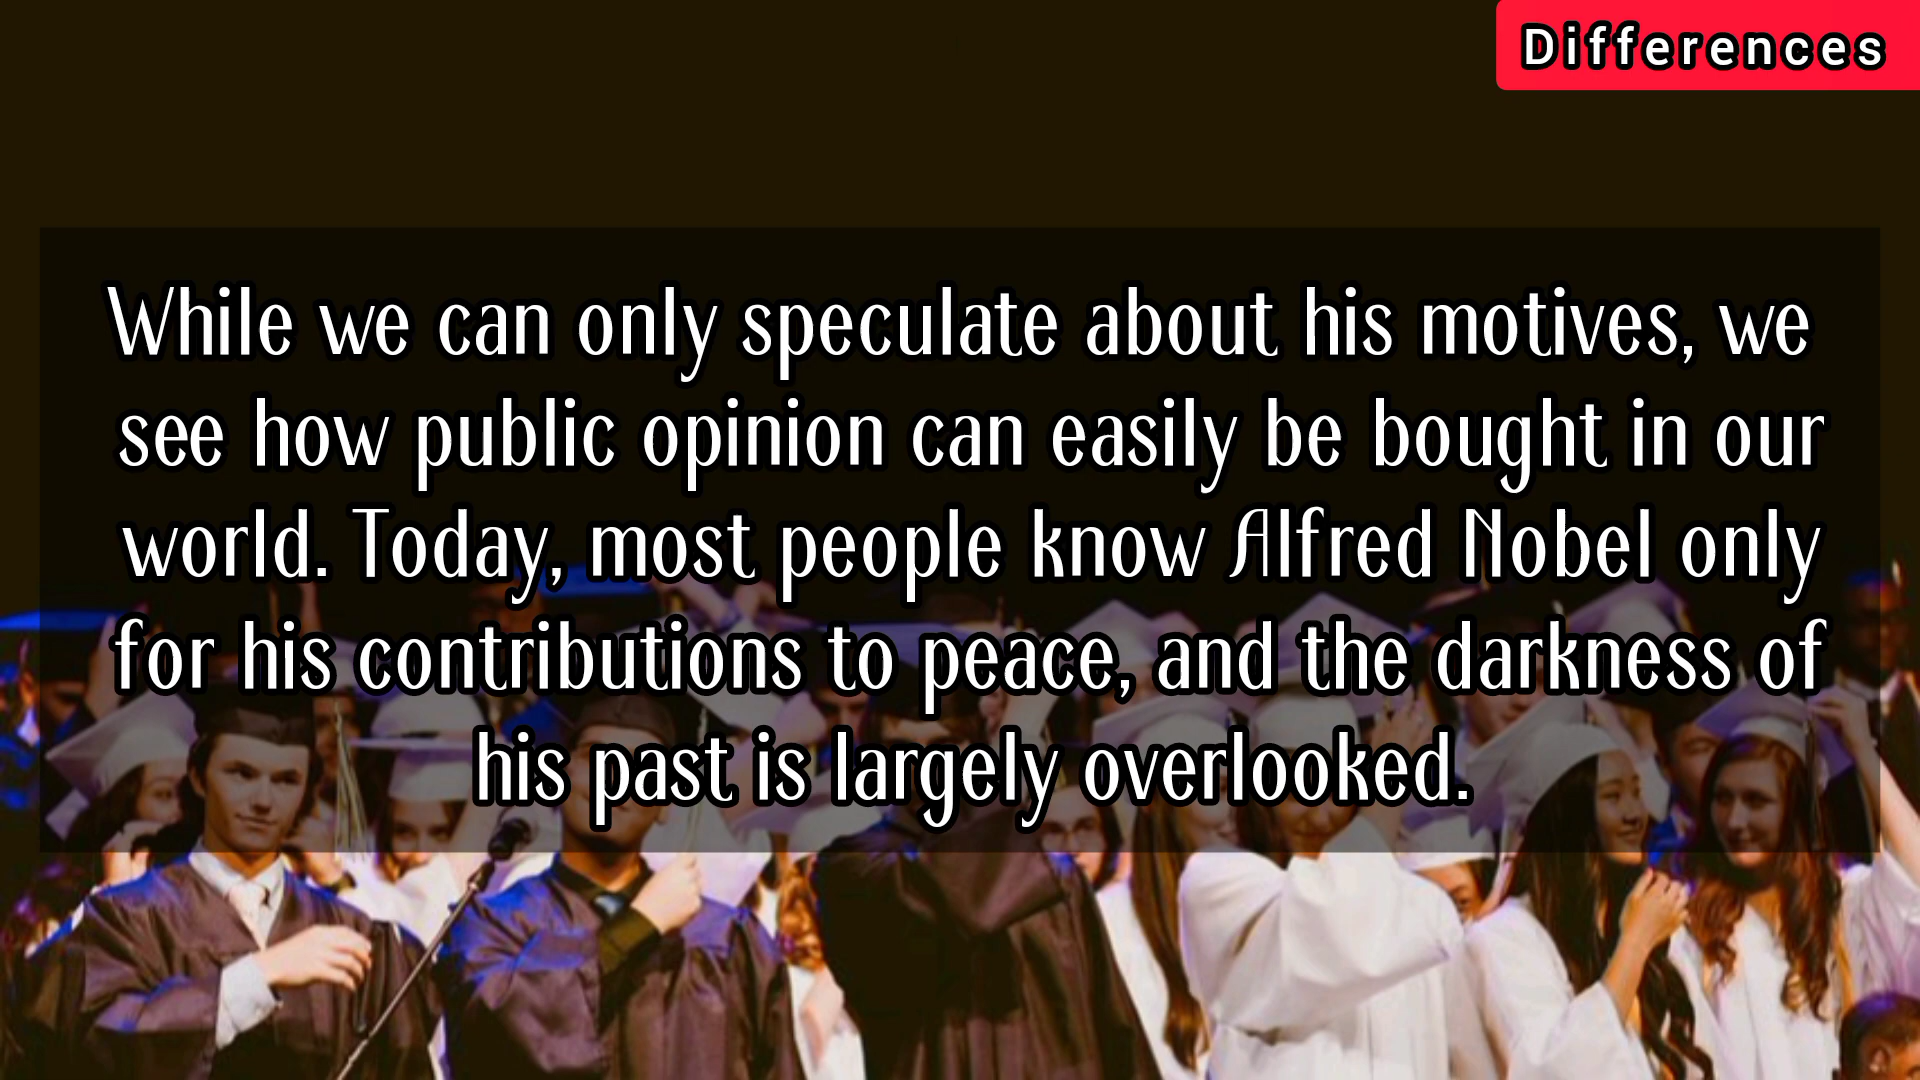 Differences
While we can only speculate about his motives, we
see how public opinion can easily be bought in our
world. Today, most people know Alfred Nobel only
for his contributions to peace, and the darkness of
his past is largely overlooked.